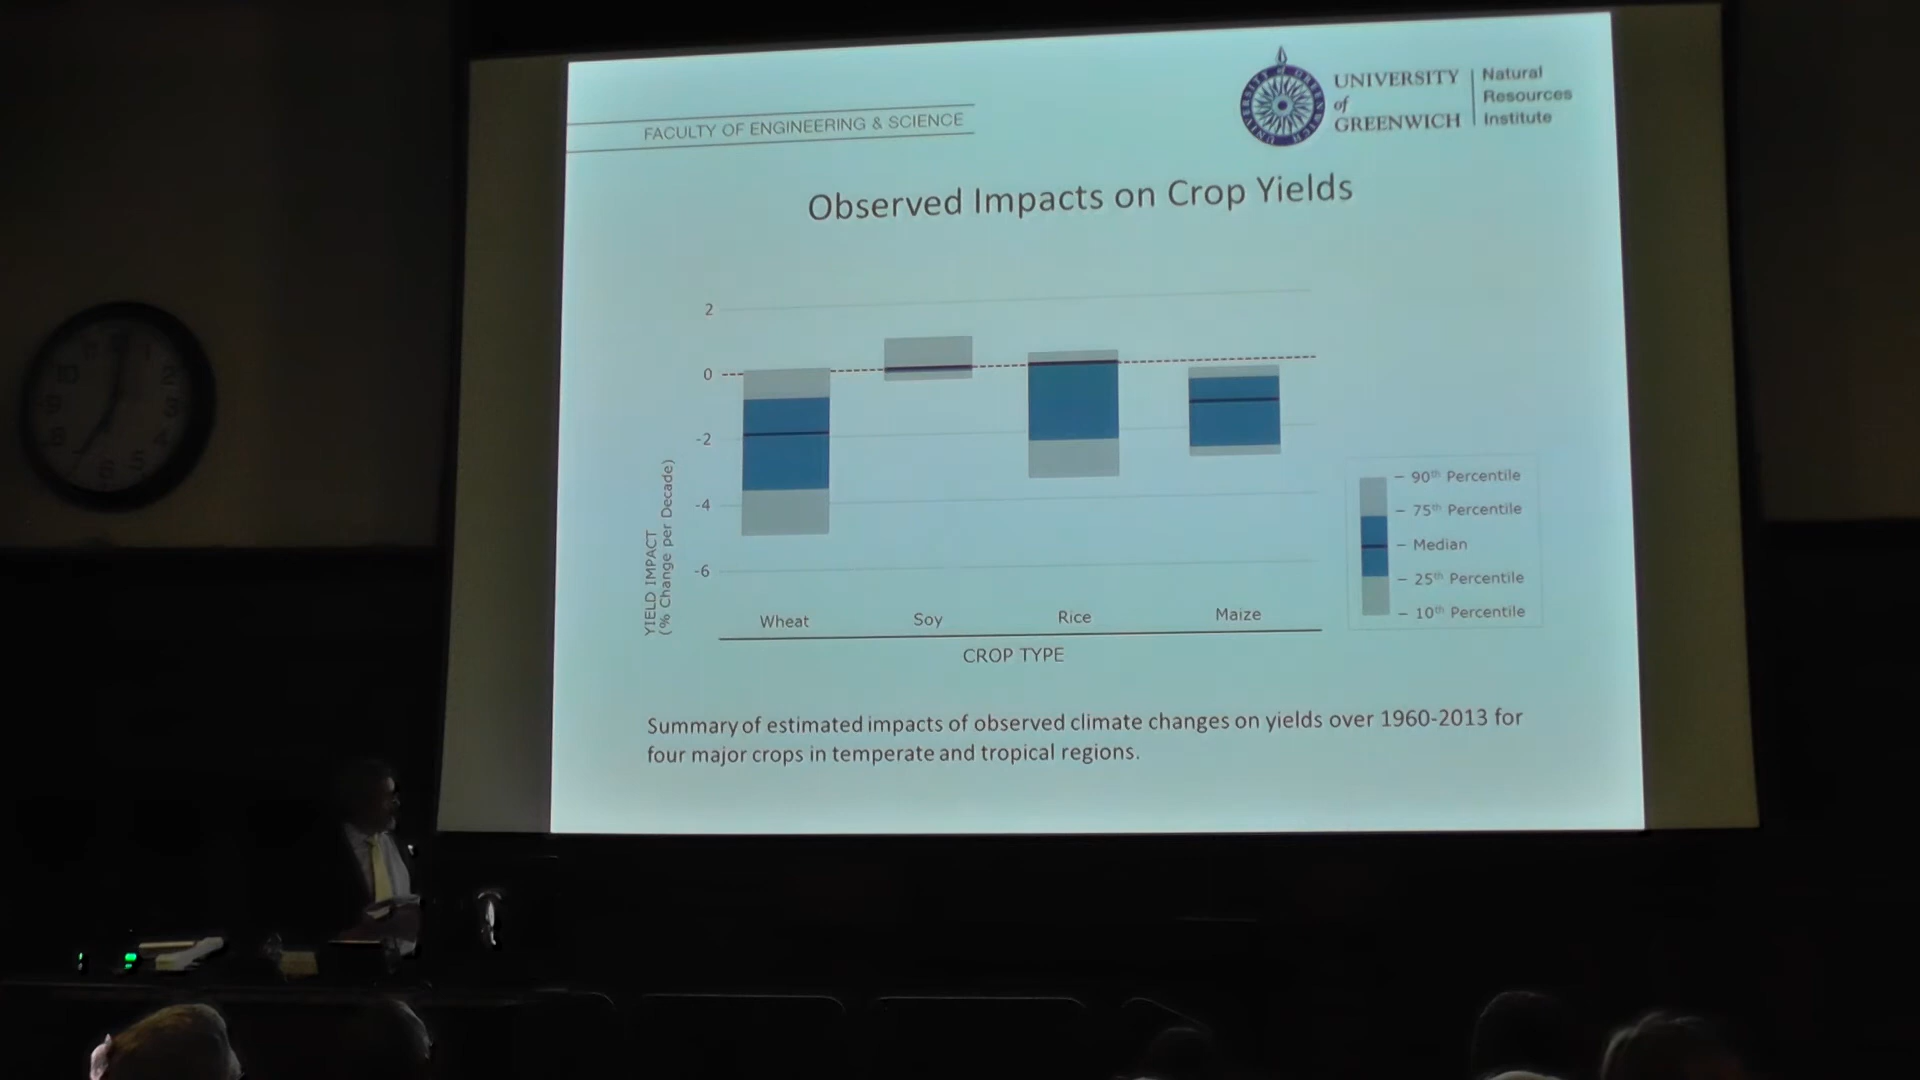 FACULTY OF ENGINEERING & SCIENCE
UNIVERSITY
of
GREENWICH
Natural
Resources
Institute
Observed Impacts on Crop Yields
2
0
-2
-4
-6
YIELD IMPACT
(% Change per Decade)
Wheat Soy Rice Maize
CROP TYPE
– 90th Percentile
– 75th Percentile
– Median
– 25th Percentile
– 10th Percentile
Summary of estimated impacts of observed climate changes on yields over 1960-2013 for
four major crops in temperate and tropical regions.